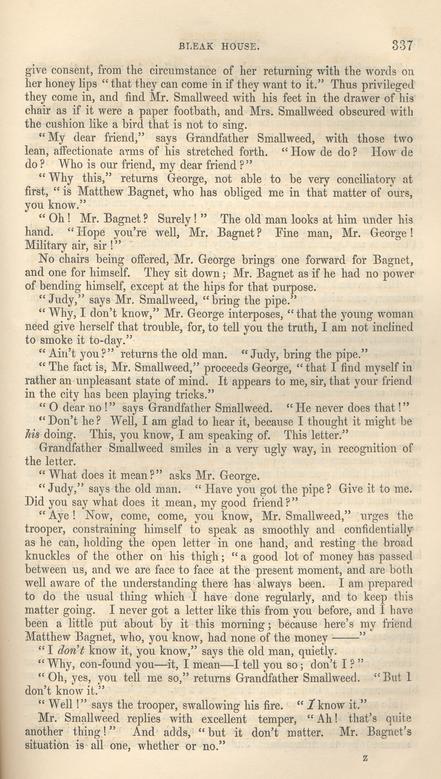 BLEAK HOUSE. 337
give consent, from the circumstance of her returning with the words on
her honey lips "that they can come in if they want to it." Thus privileged
they come in, and find Mr. Smallweed with his feet in the drawer of his
chair as if it were a paper footbath, and Mrs. Smallweed obscured with
the cushion like a bird that is not to sing.
"My dear friend," says Grandfather Smallweed, with those two
lean, affectionate arms of his stretched forth. "How de do? How de
do? Who is our friend, my dear friend?"
"Why this," returns George, not able to be very conciliatory at
first, "is Matthew Bagnet, who has obliged me in that matter of ours,
you know."
"Oh! Mr. Bagnet? Surely!" The old man looks at him under his
hand. "Hope you're well, Mr. Bagnet? Fine man, Mr. George!
Military air, sir!"
No chairs being offered, Mr. George brings one forward for Bagnet,
and one for himself. They sit down; Mr. Bagnet as if he had no power
of bending himself, except at the hips for that purpose.
"Judy," says Mr. Smallweed, "bring the pipe."
"Why, I don't know," Mr. George interposes, "that the young woman
need give herself that trouble, for, to tell you the truth, I am not inclined
to smoke it to-day."
"Ain't you?" returns the old man. "Judy, bring the pipe."
"The fact is, Mr. Smallweed," proceeds George, "that I find myself in
rather an unpleasant state of mind. It appears to me, sir, that your friend
in the city has been playing tricks."
"O dear no!" says Grandfather Smallweed. "He never does that!"
"Don't he? Well, I am glad to hear it, because I thought it might be
his doing. This, you know, I am speaking of. This letter."
Grandfather Smallweed smiles in a very ugly way, in recognition of
the letter.
"What does it mean?" asks Mr. George.
"Judy," says the old man. "Have you got the pipe? Give it to me.
Did you say what does it mean, my good friend?"
"Aye! Now, come, come, you know, Mr. Smallweed," urges the
trooper, constraining himself to speak as smoothly and confidentially
as he can, holding the open letter in one hand, and resting the broad
knuckles of the other on his thigh; "a good lot of money has passed
between us, and we are face to face at the present moment, and are both
well aware of the understanding there has always been. I am prepared
to do the usual thing which I have done regularly, and to keep this
matter going. I never got a letter like this from you before, and I have
been a little put about by it this morning; because here's my friend
Matthew Bagnet, who, you know, had none of the money ——"
"I don't know it, you know," says the old man, quietly.
"Why, con-found you—it, I mean—I tell you so; don't I?"
"Oh, yes, you tell me so," returns Grandfather Smallweed. "But I
don't know it."
"Well!" says the trooper, swallowing his fire. "I know it."
Mr. Smallweed replies with excellent temper, "Ah! that's quite
another thing!" And adds, "but it don't matter. Mr. Bagnet's
situation is all one, whether or no."
z